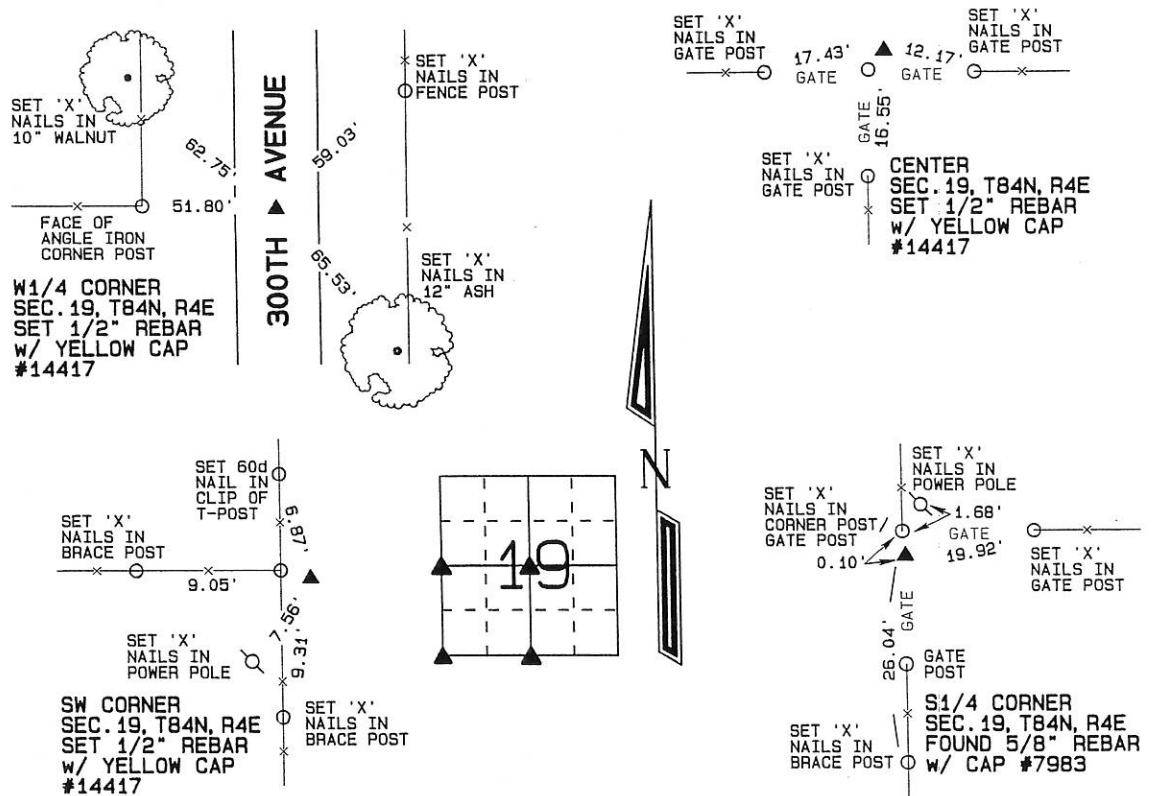 SET 'X'
NAILS IN
10" WALNUT
62.75'
51.80'
FACE OF
ANGLE IRON
CORNER POST
W1/4 CORNER
SEC. 19, T84N, R4E
SET 1/2" REBAR
w/ YELLOW CAP
#14417
300TH AVENUE
SET 'X'
NAILS IN
FENCE POST
59.03'
65.53'
SET 'X'
NAILS IN
12" ASH
SET 'X'
NAILS IN
GATE POST
17.43'
GATE
12.17'
GATE
SET 'X'
NAILS IN
GATE POST
GATE
16.55'
SET 'X'
NAILS IN
GATE POST
CENTER
SEC. 19, T84N, R4E
SET 1/2" REBAR
w/ YELLOW CAP
#14417
SET 60d
NAIL IN
CLIP OF
T-POST
6.87'
SET 'X'
NAILS IN
BRACE POST
9.05'
7.56'
9.31'
SET 'X'
NAILS IN
POWER POLE
SET 'X'
NAILS IN
BRACE POST
SW CORNER
SEC. 19, T84N, R4E
SET 1/2" REBAR
w/ YELLOW CAP
#14417
19
N
SET 'X'
NAILS IN
POWER POLE
SET 'X'
NAILS IN
CORNER POST/
GATE POST
1.68'
GATE
19.92'
0.10'
SET 'X'
NAILS IN
GATE POST
GATE
26.04'
GATE
POST
SET 'X'
NAILS IN
BRACE POST
S1/4 CORNER
SEC. 19, T84N, R4E
FOUND 5/8" REBAR
w/ CAP #7983